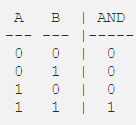 A   B  | AND
--- --- |-----
0   0  |  0
0   1  |  0
1   0  |  0
1   1  |  1